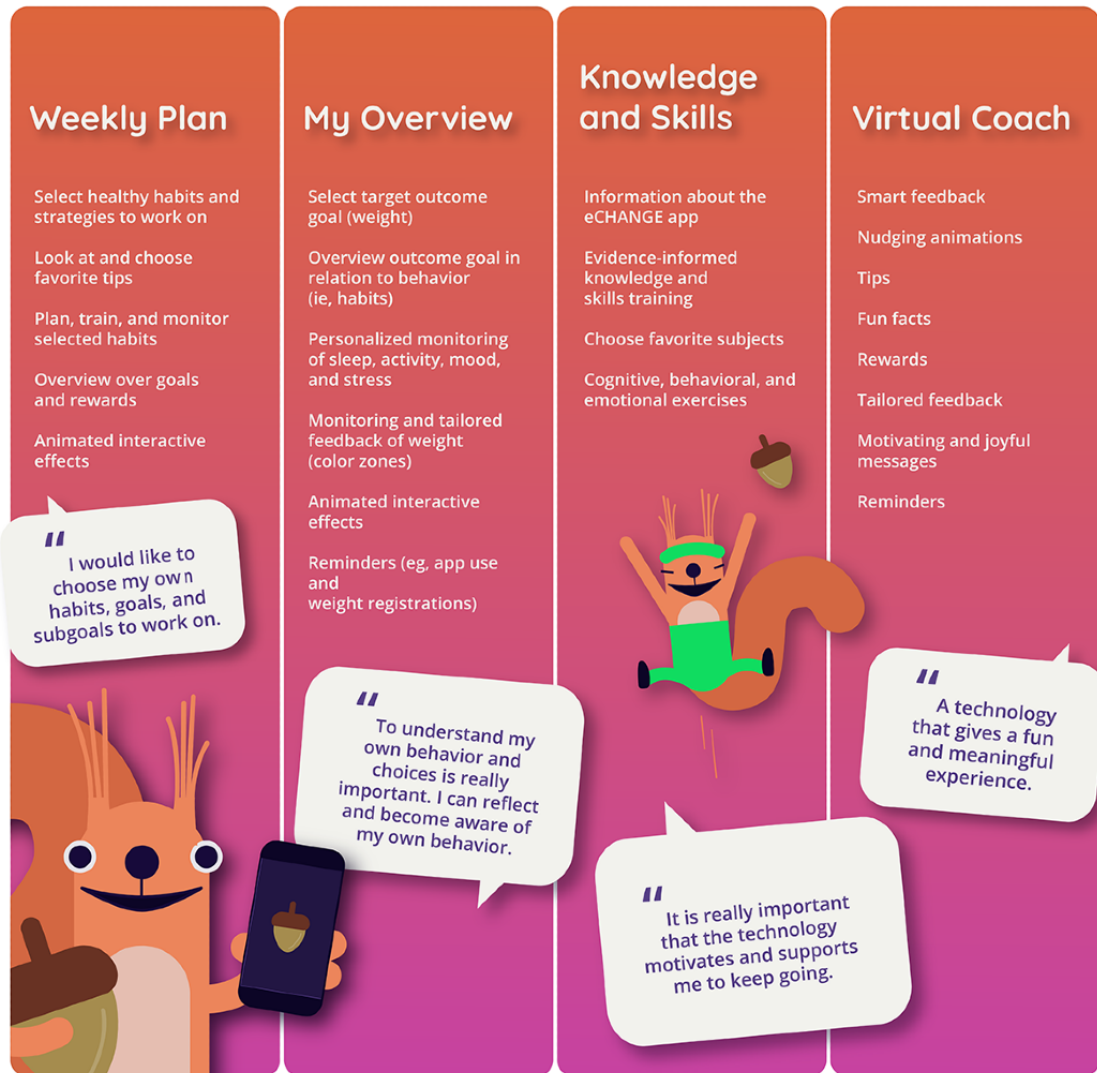 Weekly Plan
Select healthy habits and
strategies to work on
Look at and choose
favorite tips
Plan, train, and monitor
selected habits
Overview over goals
and rewards
Animated interactive
effects
"
I would like to
choose my own
habits, goals, and
subgoals to work on.
My Overview
Select target outcome
goal (weight)
Overview outcome goal in
relation to behavior
(ie, habits)
Personalized monitoring
of sleep, activity, mood,
and stress
Monitoring and tailored
feedback of weight
(color zones)
Animated interactive
effects
Reminders (eg, app use
and
weight registrations)
"
To understand my
own behavior and
choices is really
important. I can reflect
and become aware of
my own behavior.
Knowledge
and Skills
Information about the
eCHANGE app
Evidence-informed
knowledge and
skills training
Choose favorite subjects
Cognitive, behavioral, and
emotional exercises
"
It is really important
that the technology
motivates and supports
me to keep going.
Virtual Coach
Smart feedback
Nudging animations
Tips
Fun facts
Rewards
Tailored feedback
Motivating and joyful
messages
Reminders
"
A technology
that gives a fun
and meaningful
experience.